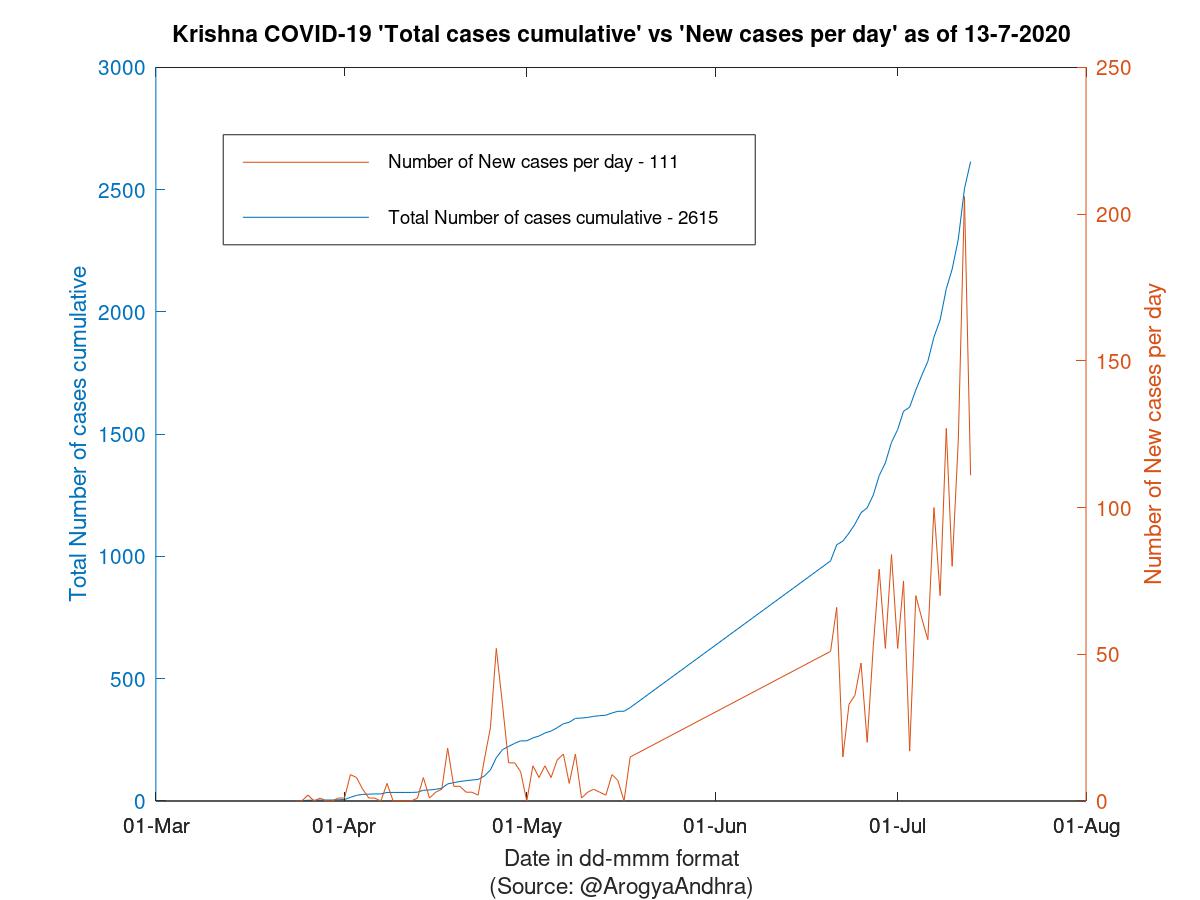 Krishna COVID-19 'Total cases cumulative' vs 'New cases per day' as of 13-7-2020
3000
2500
2000
1500
1000
500
0
Total Number of cases cumulative
Number of New cases per day - 111
Total Number of cases cumulative - 2615
250
200
150
100
50
0
Number of New cases per day
01-Mar 01-Apr 01-May 01-Jun 01-Jul 01-Aug
Date in dd-mmm format
(Source: @ArogyaAndhra)